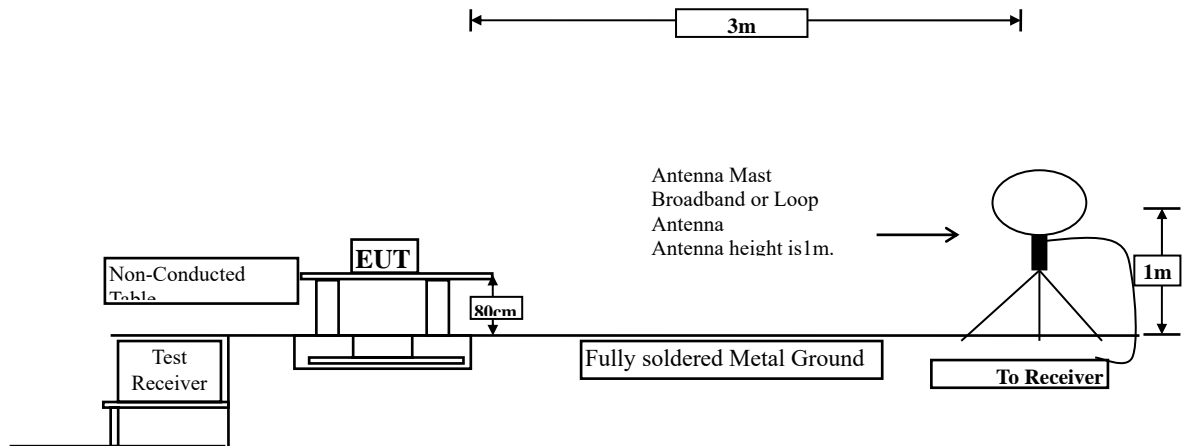 3m
Antenna Mast
Broadband or Loop
Antenna
Antenna height is1m.
EUT
Non-Conducted
Table
80cm
1m
Test
Receiver
Fully soldered Metal Ground
To Receiver